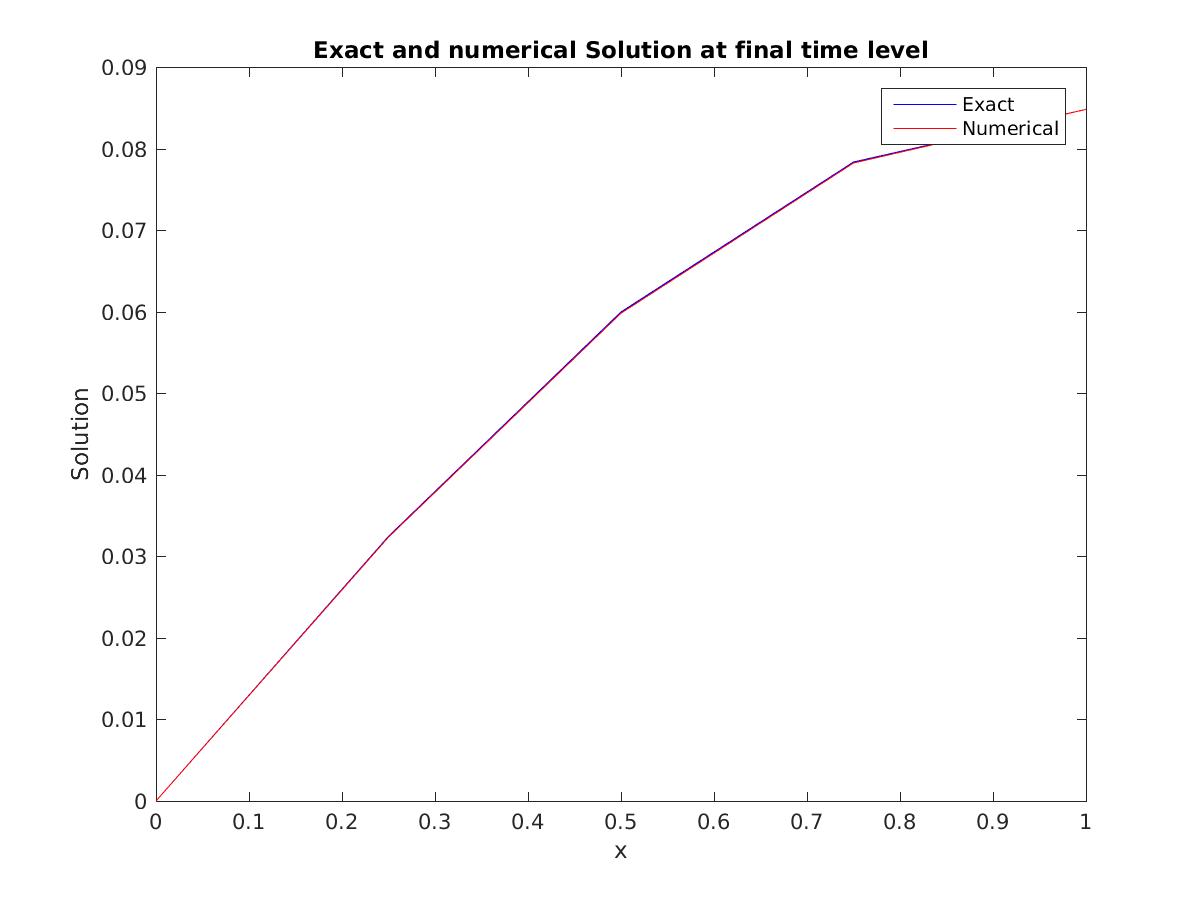 Exact and numerical Solution at final time level
0.09
0.08
0.07
0.06
0.05
0.04
0.03
0.02
0.01
0
Solution
Exact
Numerical
0 0.1 0.2 0.3 0.4 0.5 0.6 0.7 0.8 0.9 1
x